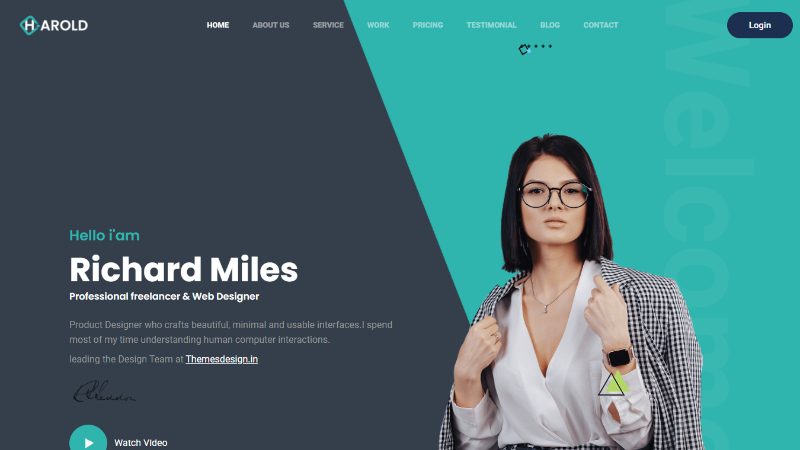 H AROLD
HOME ABOUT US SERVICE WORK PRICING TESTIMONIAL BLOG CONTACT
Login
Welcome
Hello i'am
Richard Miles
Professional freelancer & Web Designer
Product Designer who crafts beautiful, minimal and usable interfaces.I spend
most of my time understanding human computer interactions.
leading the Design Team at Themesdesign.in
Watch Video